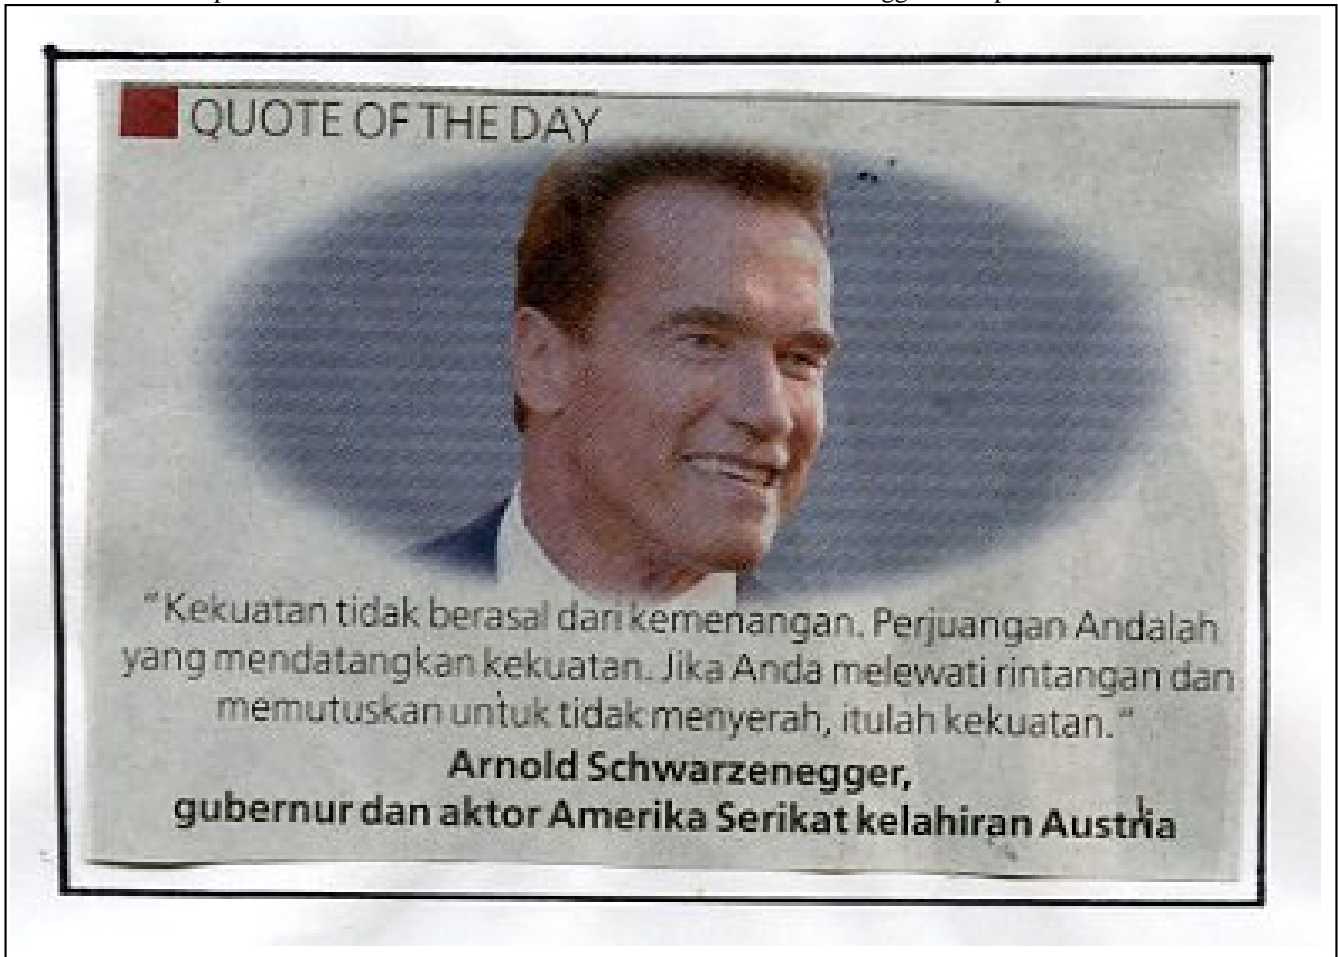 QUOTE OF THE DAY
"Kekuatan tidak berasal dari kemenangan. Perjuangan Andalah
yang mendatangkan kekuatan. Jika Anda melewati rintangan dan
memutuskan untuk tidak menyerah, itulah kekuatan."
Arnold Schwarzenegger,
gubernur dan aktor Amerika Serikat kelahiran Austria